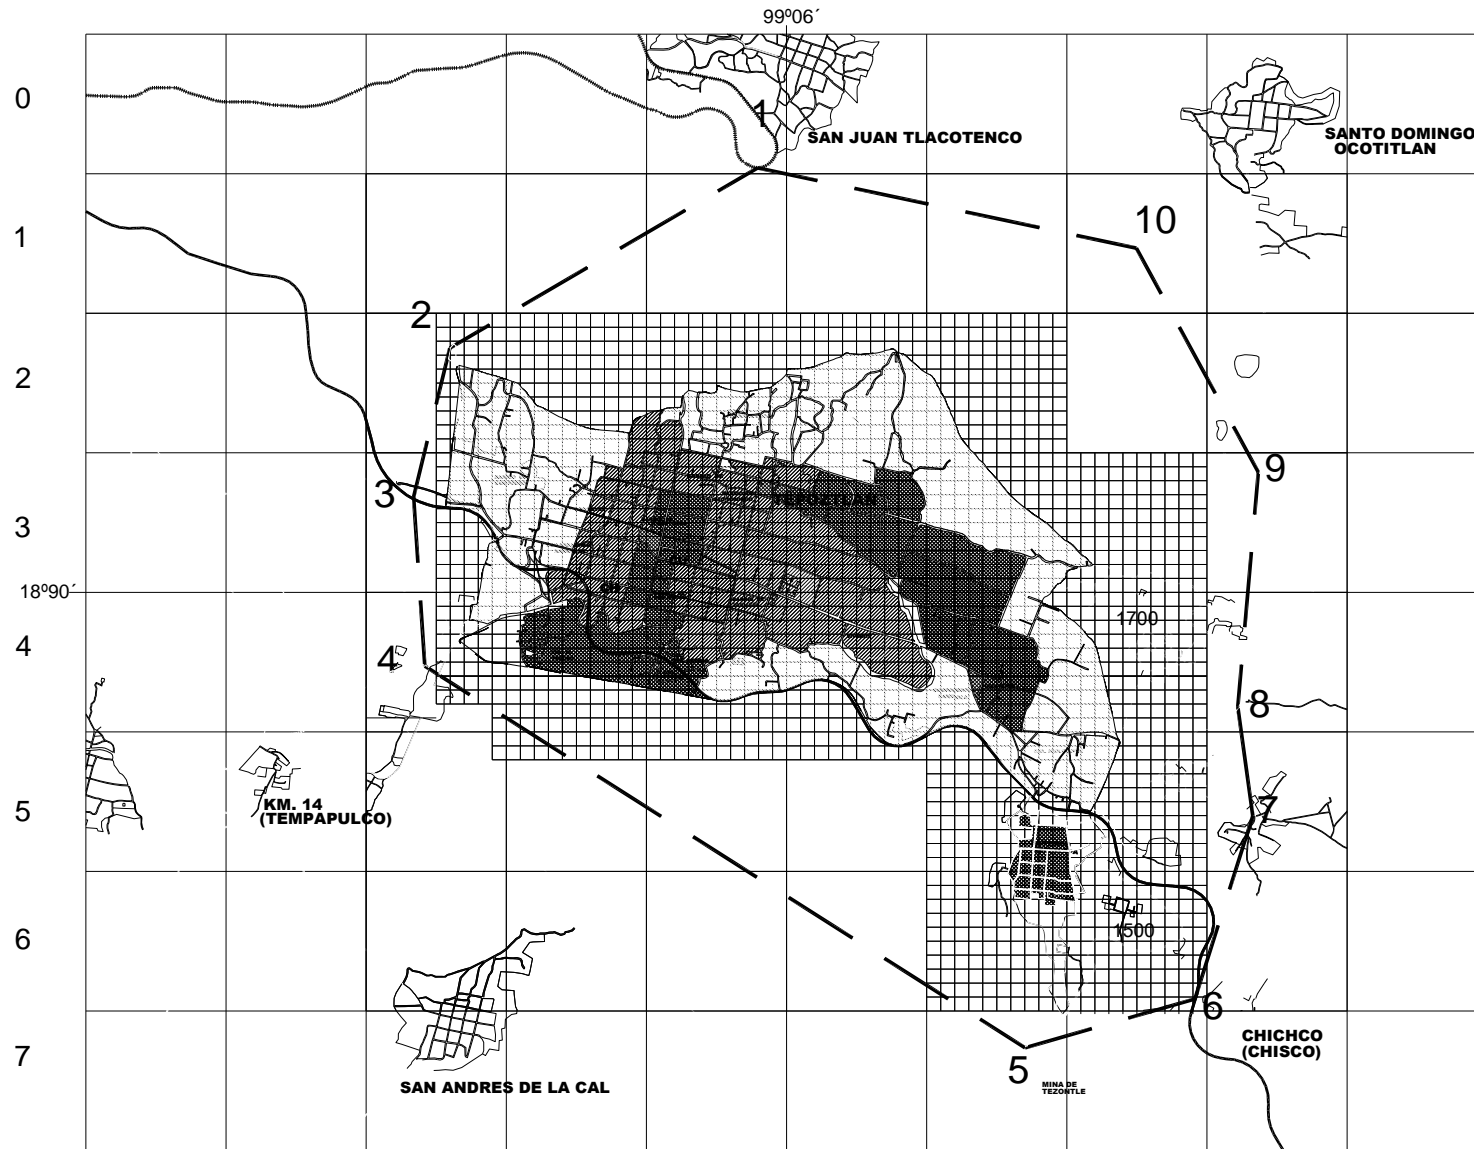 99º06´
0
1
SAN JUAN TLACOTENCO
SANTO DOMINGO
OCOTITLAN
10
1
2
2
9
3
TEPOZTLAN
3
18º90´
1700
4
4
8
KM. 14
(TEMPAPULCO)
5
7
1500
6
6
CHICHCO
(CHISCO)
7
5
SAN ANDRES DE LA CAL
MINA DE
TEZONTLE